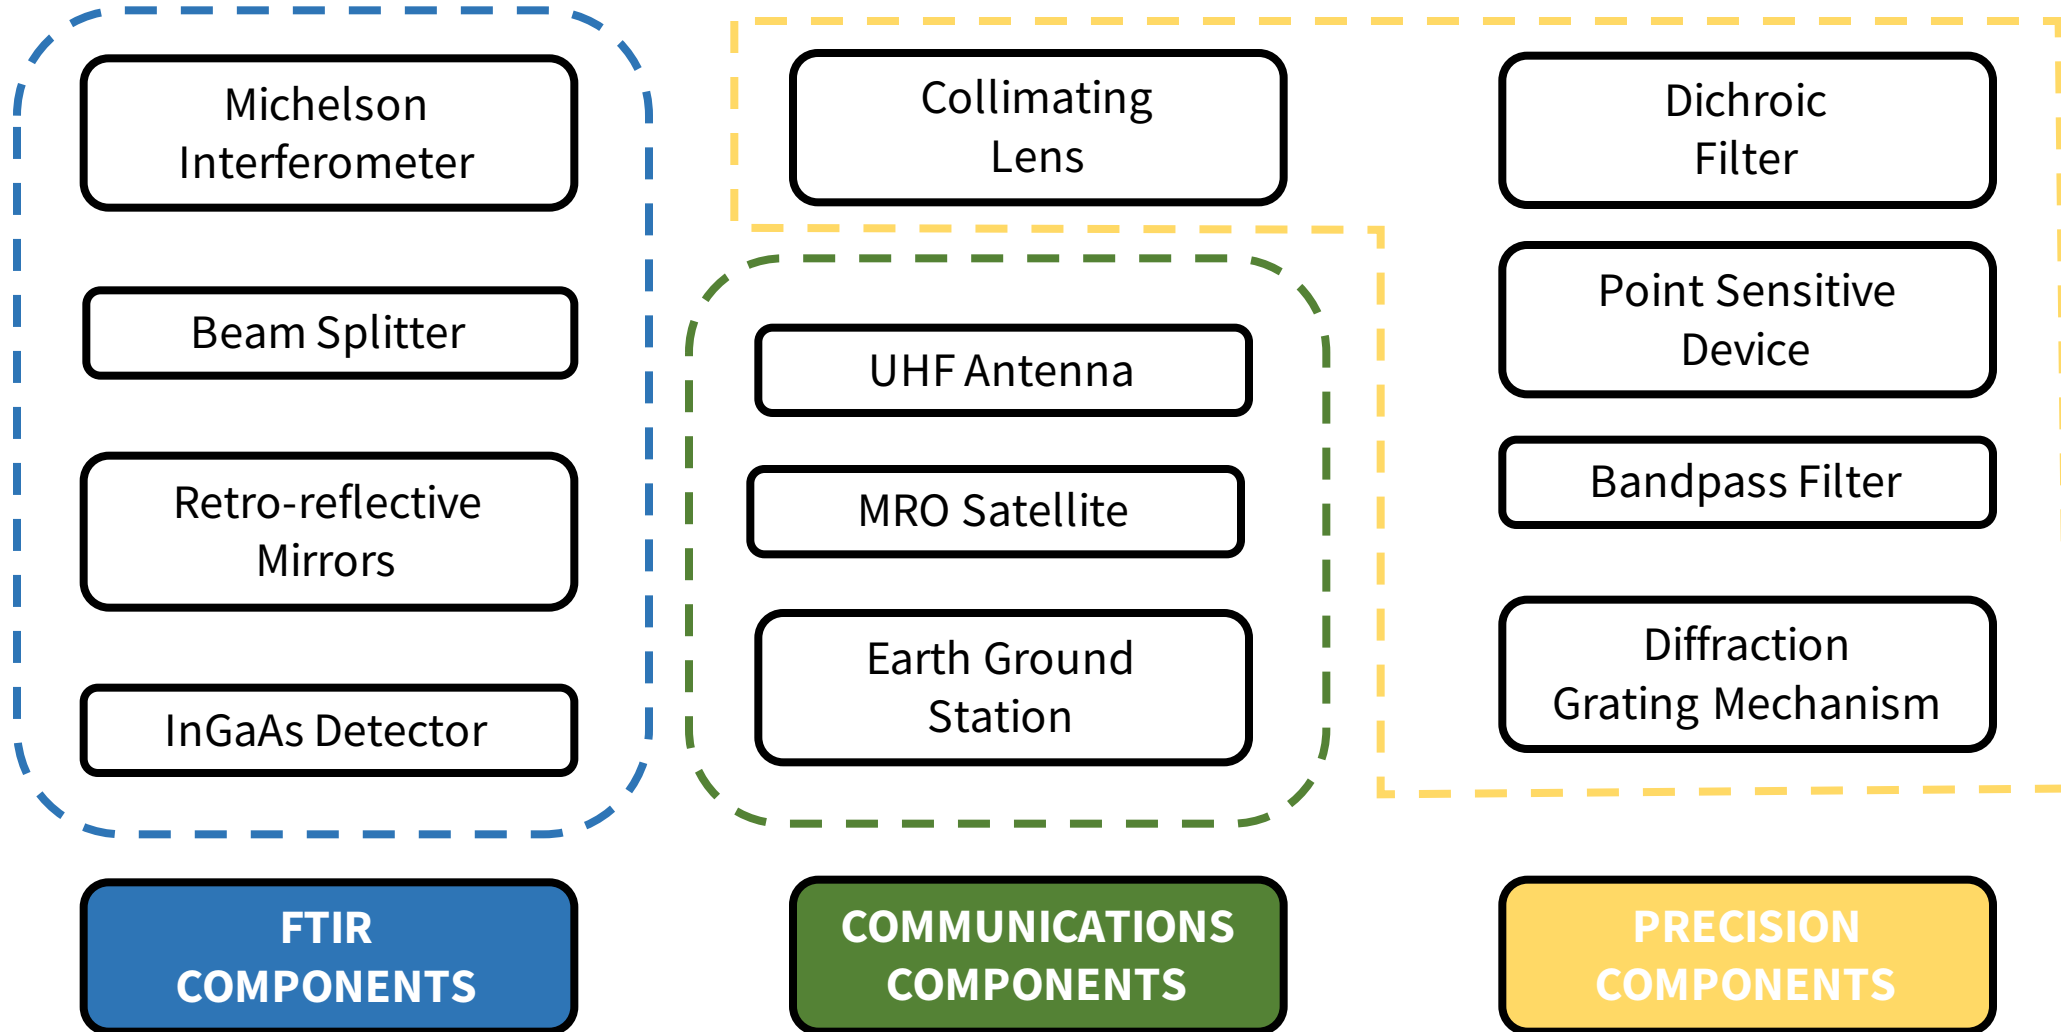 Michelson
Interferometer
Beam Splitter
Retro-reflective
Mirrors
InGaAs Detector
Collimating
Lens
UHF Antenna
MRO Satellite
Earth Ground
Station
Dichroic
Filter
Point Sensitive
Device
Bandpass Filter
Diffraction
Grating Mechanism
FTIR
COMPONENTS
COMMUNICATIONS
COMPONENTS
PRECISION
COMPONENTS